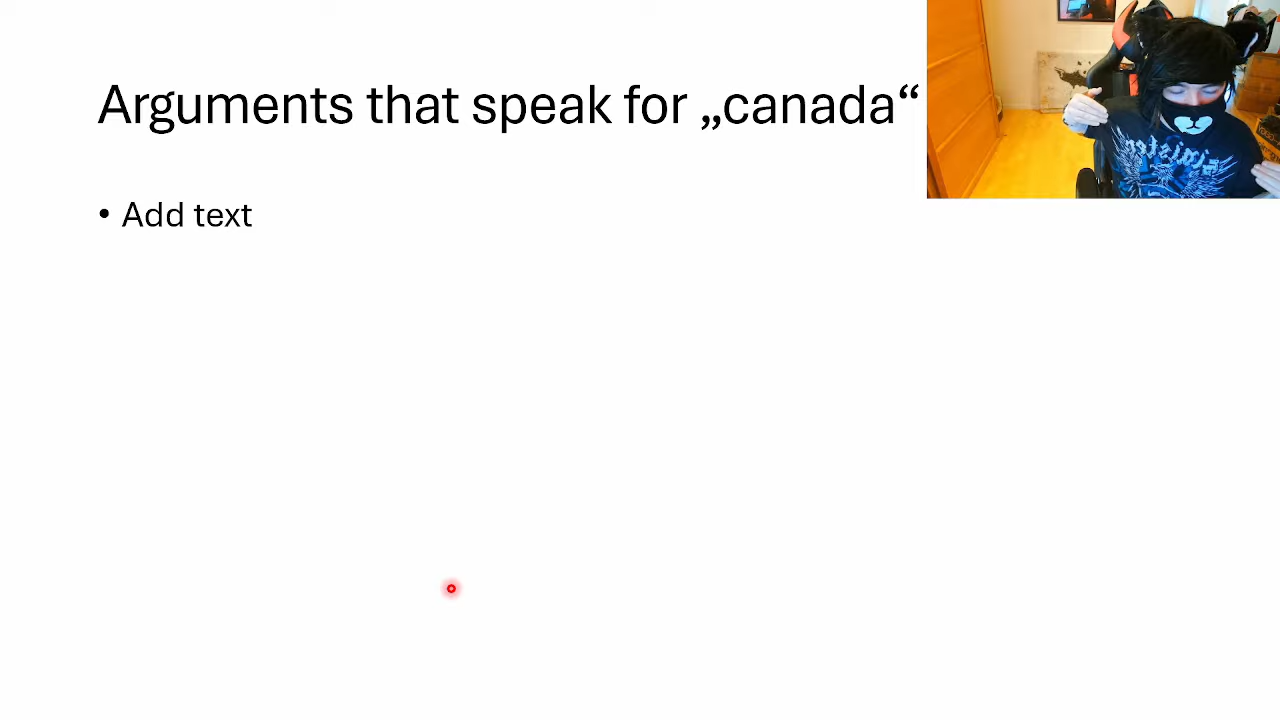 Arguments that speak for „canada“
• Add text